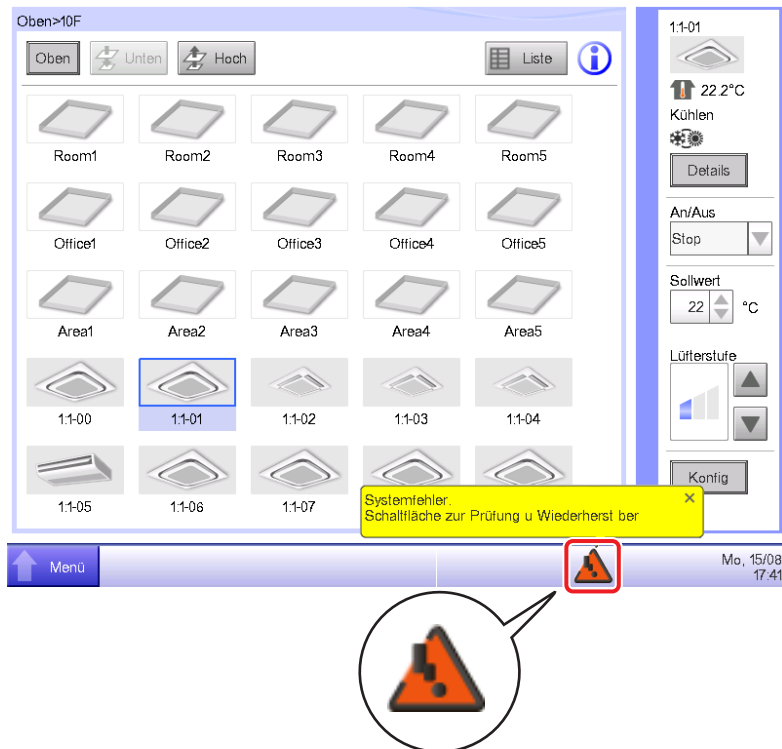 Oben>10F
Oben
Unten
Hoch
Liste
Room1 Room2 Room3 Room4 Room5
Office1 Office2 Office3 Office4 Office5
Area1 Area2 Area3 Area4 Area5
1:1-00 1:1-01 1:1-02 1:1-03 1:1-04
1:1-05 1:1-06 1:1-07
Systemfehler.
Schaltfläche zur Prüfung u Wiederherst ber
1:1-01
22.2°C
Kühlen
Details
An/Aus
Stop
Sollwert
22 °C
Lüfterstufe
Konfig
Menü
Mo, 15/08
17:41